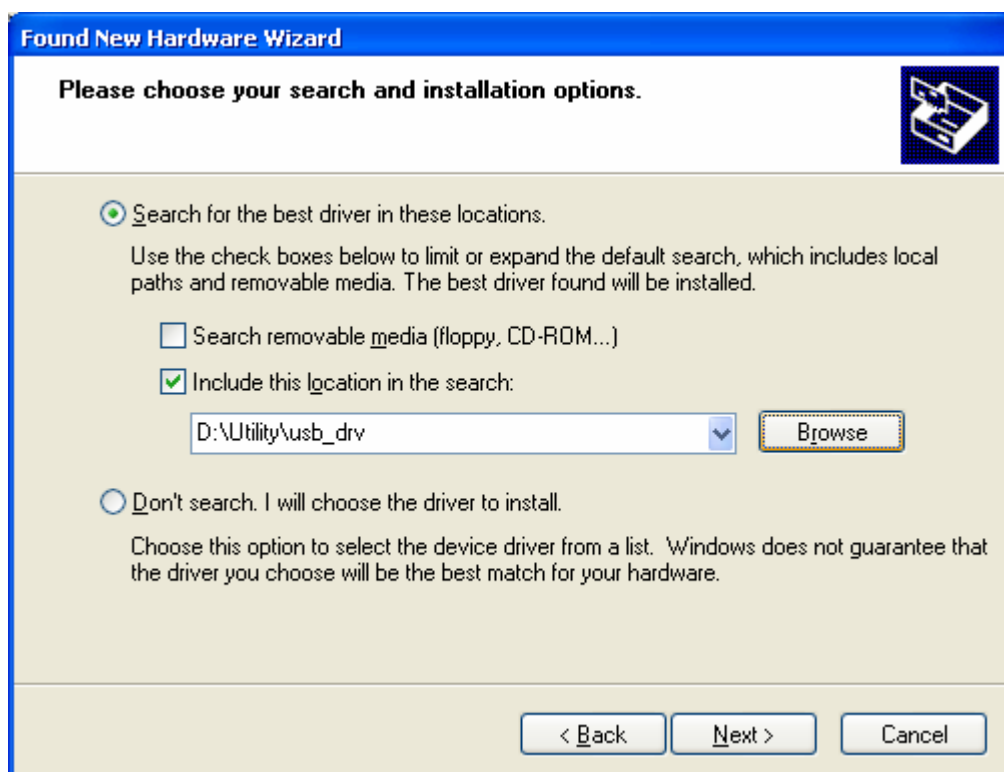 Found New Hardware Wizard
Please choose your search and installation options.
Search for the best driver in these locations.
Use the check boxes below to limit or expand the default search, which includes local
paths and removable media. The best driver found will be installed.
Search removable media (floppy, CD-ROM...)
Include this location in the search:
D:\Utility\usb_drv
Browse
Don't search. I will choose the driver to install.
Choose this option to select the device driver from a list. Windows does not guarantee that
the driver you choose will be the best match for your hardware.
< Back Next > Cancel